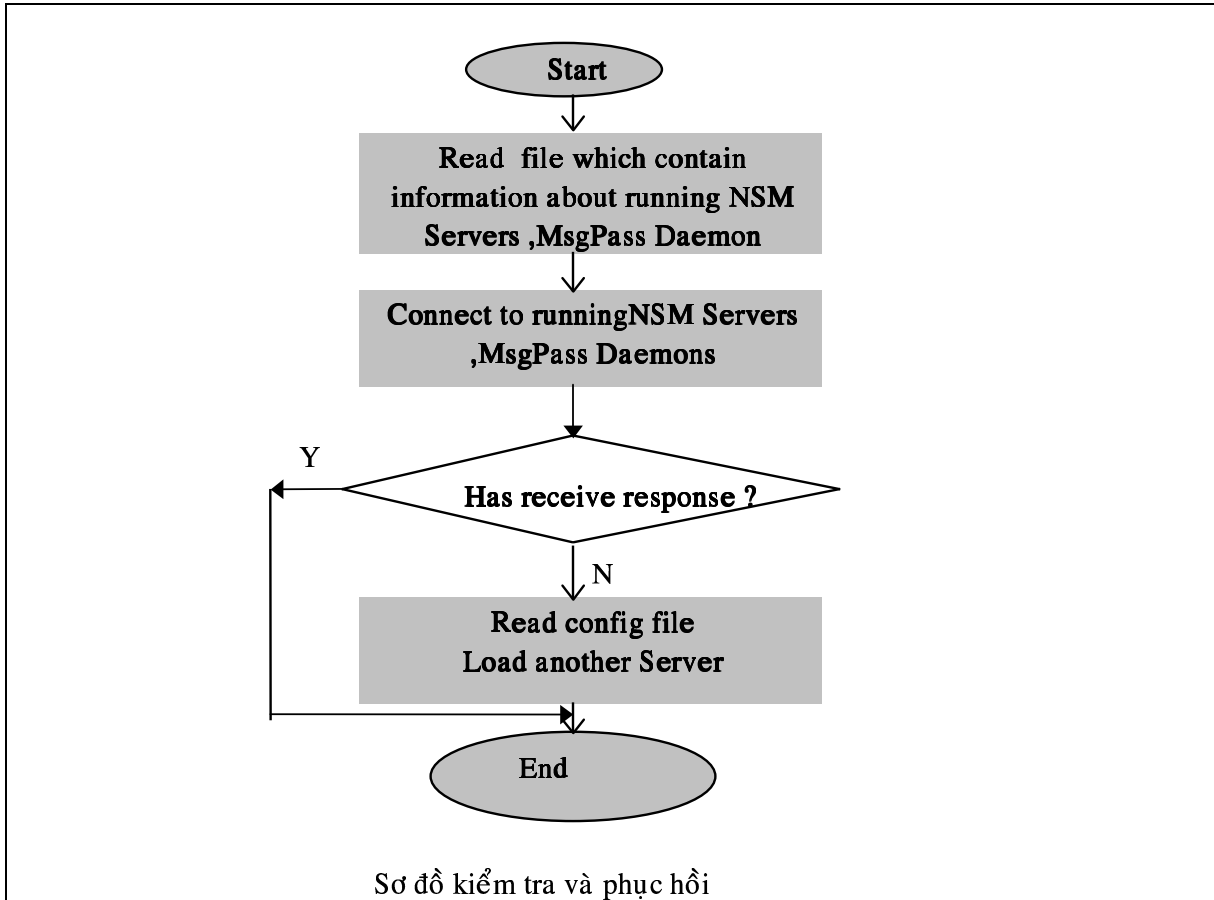 Start
Read file which contain
information about running NSM
Servers ,MsgPass Daemon
Connect to runningNSM Servers
,MsgPass Daemons
Y
Has receive response ?
N
Read config file
Load another Server
End
Sơ đồ kiểm tra và phục hồi